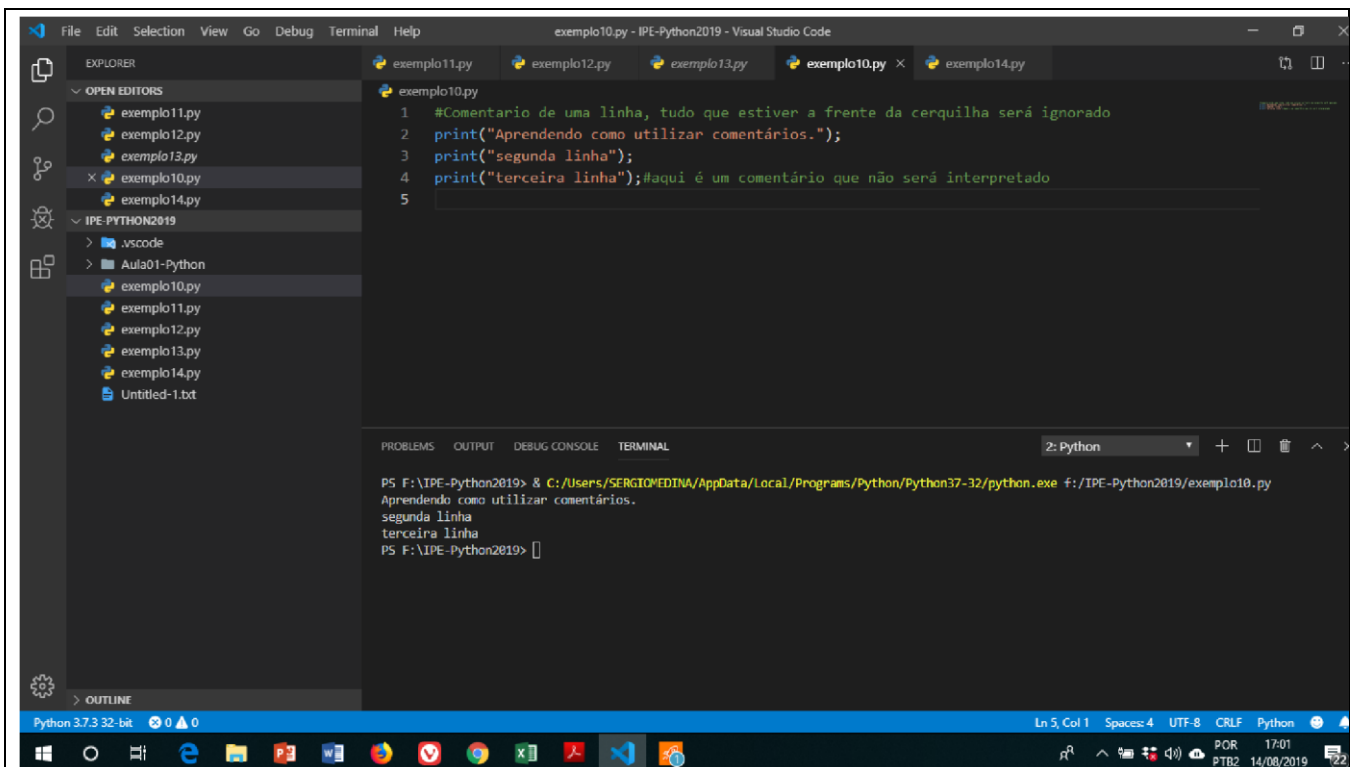 File Edit Selection View Go Debug Terminal Help exemplo10.py - IPE-Python2019 - Visual Studio Code
EXPLORER
OPEN EDITORS
exemplo11.py
exemplo12.py
exemplo13.py
exemplo10.py
exemplo14.py
IPE-PYTHON2019
.vscode
Aula01-Python
exemplo10.py
exemplo11.py
exemplo12.py
exemplo13.py
exemplo14.py
Untitled-1.txt
OUTLINE
exemplo11.py exemplo12.py exemplo13.py exemplo10.py exemplo14.py
exemplo10.py
1 #Comentario de uma linha, tudo que estiver a frente da cerquilha será ignorado
2 print("Aprendendo como utilizar comentários.");
3 print("segunda linha");
4 print("terceira linha");#aqui é um comentário que não será interpretado
5
PROBLEMS OUTPUT DEBUG CONSOLE TERMINAL 2: Python
PS F:\IPE-Python2019> & C:/Users/SERGIOMEDINA/AppData/Local/Programs/Python/Python37-32/python.exe f:/IPE-Python2019/exemplo10.py
Aprendendo como utilizar comentários.
segunda linha
terceira linha
PS F:\IPE-Python2019>
Python 3.7.3 32-bit 0 0 Ln 5, Col 1 Spaces: 4 UTF-8 CRLF Python
POR 17:01
PTB2 14/08/2019 22